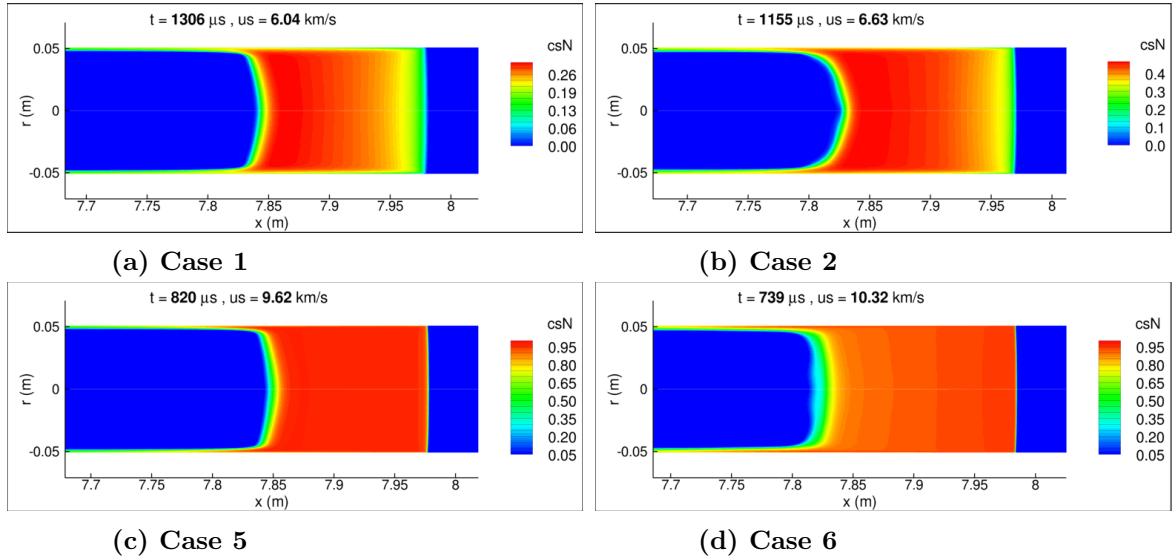 t = 1306 μs , us = 6.04 km/s
csN
0.26
0.19
0.13
0.06
0.00
0.05
0
-0.05
r (m)
7.7 7.75 7.8 7.85 7.9 7.95 8
x (m)
(a) Case 1
t = 1155 μs , us = 6.63 km/s
csN
0.4
0.3
0.2
0.1
0.0
0.05
0
-0.05
r (m)
7.7 7.75 7.8 7.85 7.9 7.95 8
x (m)
(b) Case 2
t = 820 μs , us = 9.62 km/s
csN
0.95
0.80
0.65
0.50
0.35
0.20
0.05
0.05
0
-0.05
r (m)
7.7 7.75 7.8 7.85 7.9 7.95 8
x (m)
(c) Case 5
t = 739 μs , us = 10.32 km/s
csN
0.95
0.80
0.65
0.50
0.35
0.20
0.05
0.05
0
-0.05
r (m)
7.7 7.75 7.8 7.85 7.9 7.95 8
x (m)
(d) Case 6